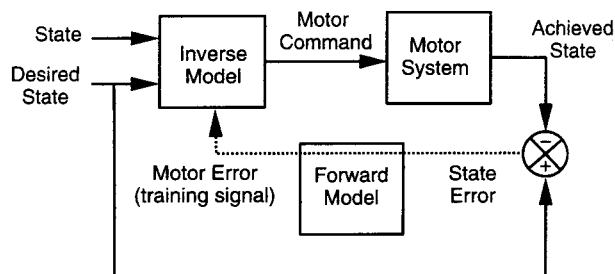 State
Desired
State
Inverse
Model
Motor
Command
Motor
System
Achieved
State
−
+
Motor Error
(training signal)
Forward
Model
State
Error